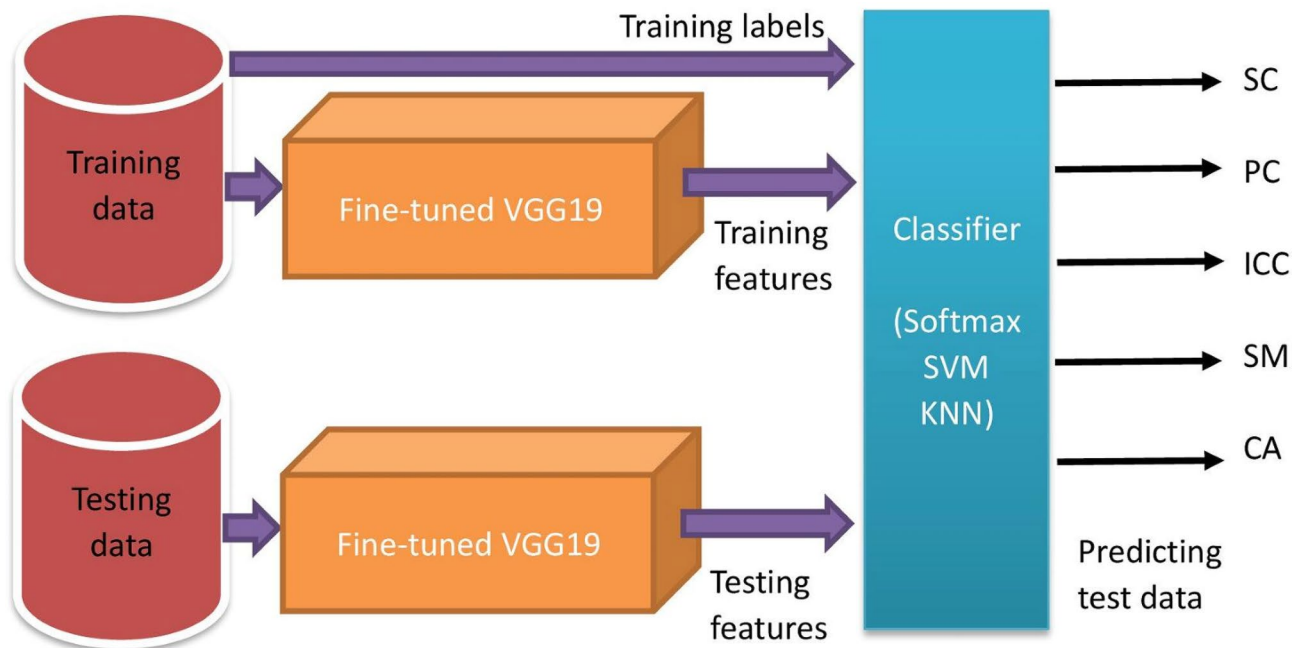 Training labels
Training
data
Fine-tuned VGG19
Training
features
Testing
data
Fine-tuned VGG19
Testing
features
Classifier
(Softmax
SVM
KNN)
SC
PC
ICC
SM
CA
Predicting
test data